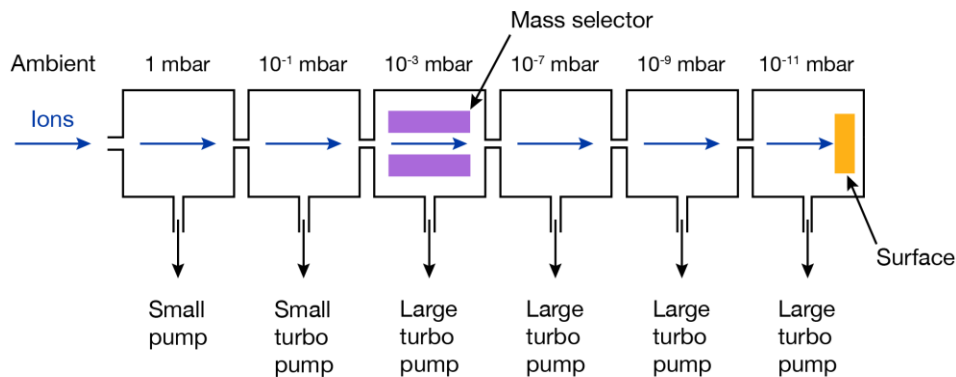 Mass selector
Ambient 1 mbar 10⁻¹ mbar 10⁻³ mbar 10⁻⁷ mbar 10⁻⁹ mbar 10⁻¹¹ mbar
Ions
Surface
Small
pump
Small
turbo
pump
Large
turbo
pump
Large
turbo
pump
Large
turbo
pump
Large
turbo
pump